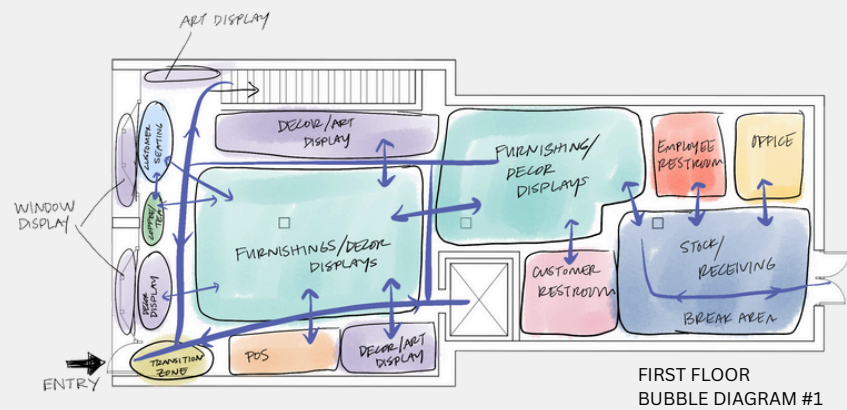 ART DISPLAY
DECOR/ART
DISPLAY
CUSTOMER
SEATING
FURNISHING/
DECOR
DISPLAYS
EMPLOYEE
RESTROOM
OFFICE
WINDOW
DISPLAY
COFFEE/
TEA
FURNISHINGS/DECOR
DISPLAYS
STOCK/
RECEIVING
BREAK AREA
DECOR
DISPLAY
CUSTOMER
RESTROOM
TRANSITION
ZONE
POS
DECOR/ART
DISPLAY
ENTRY
FIRST FLOOR
BUBBLE DIAGRAM #1